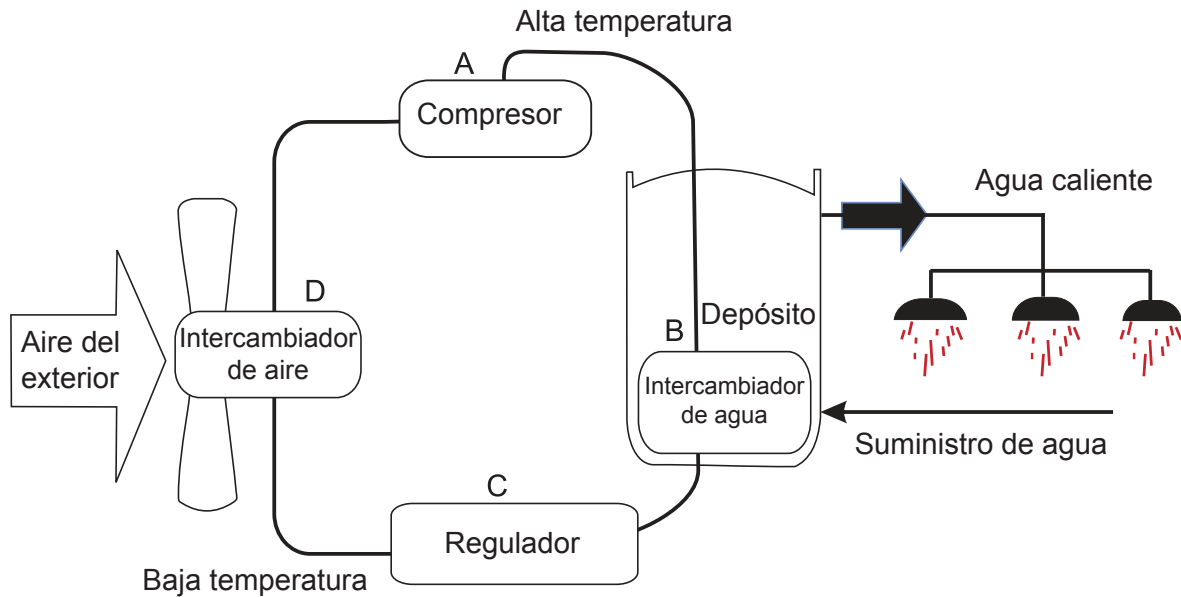 Alta temperatura
A
Compresor
Agua caliente
D
Depósito
B
Aire del
exterior
Intercambiador
de aire
Intercambiador
de agua
Suministro de agua
C
Regulador
Baja temperatura